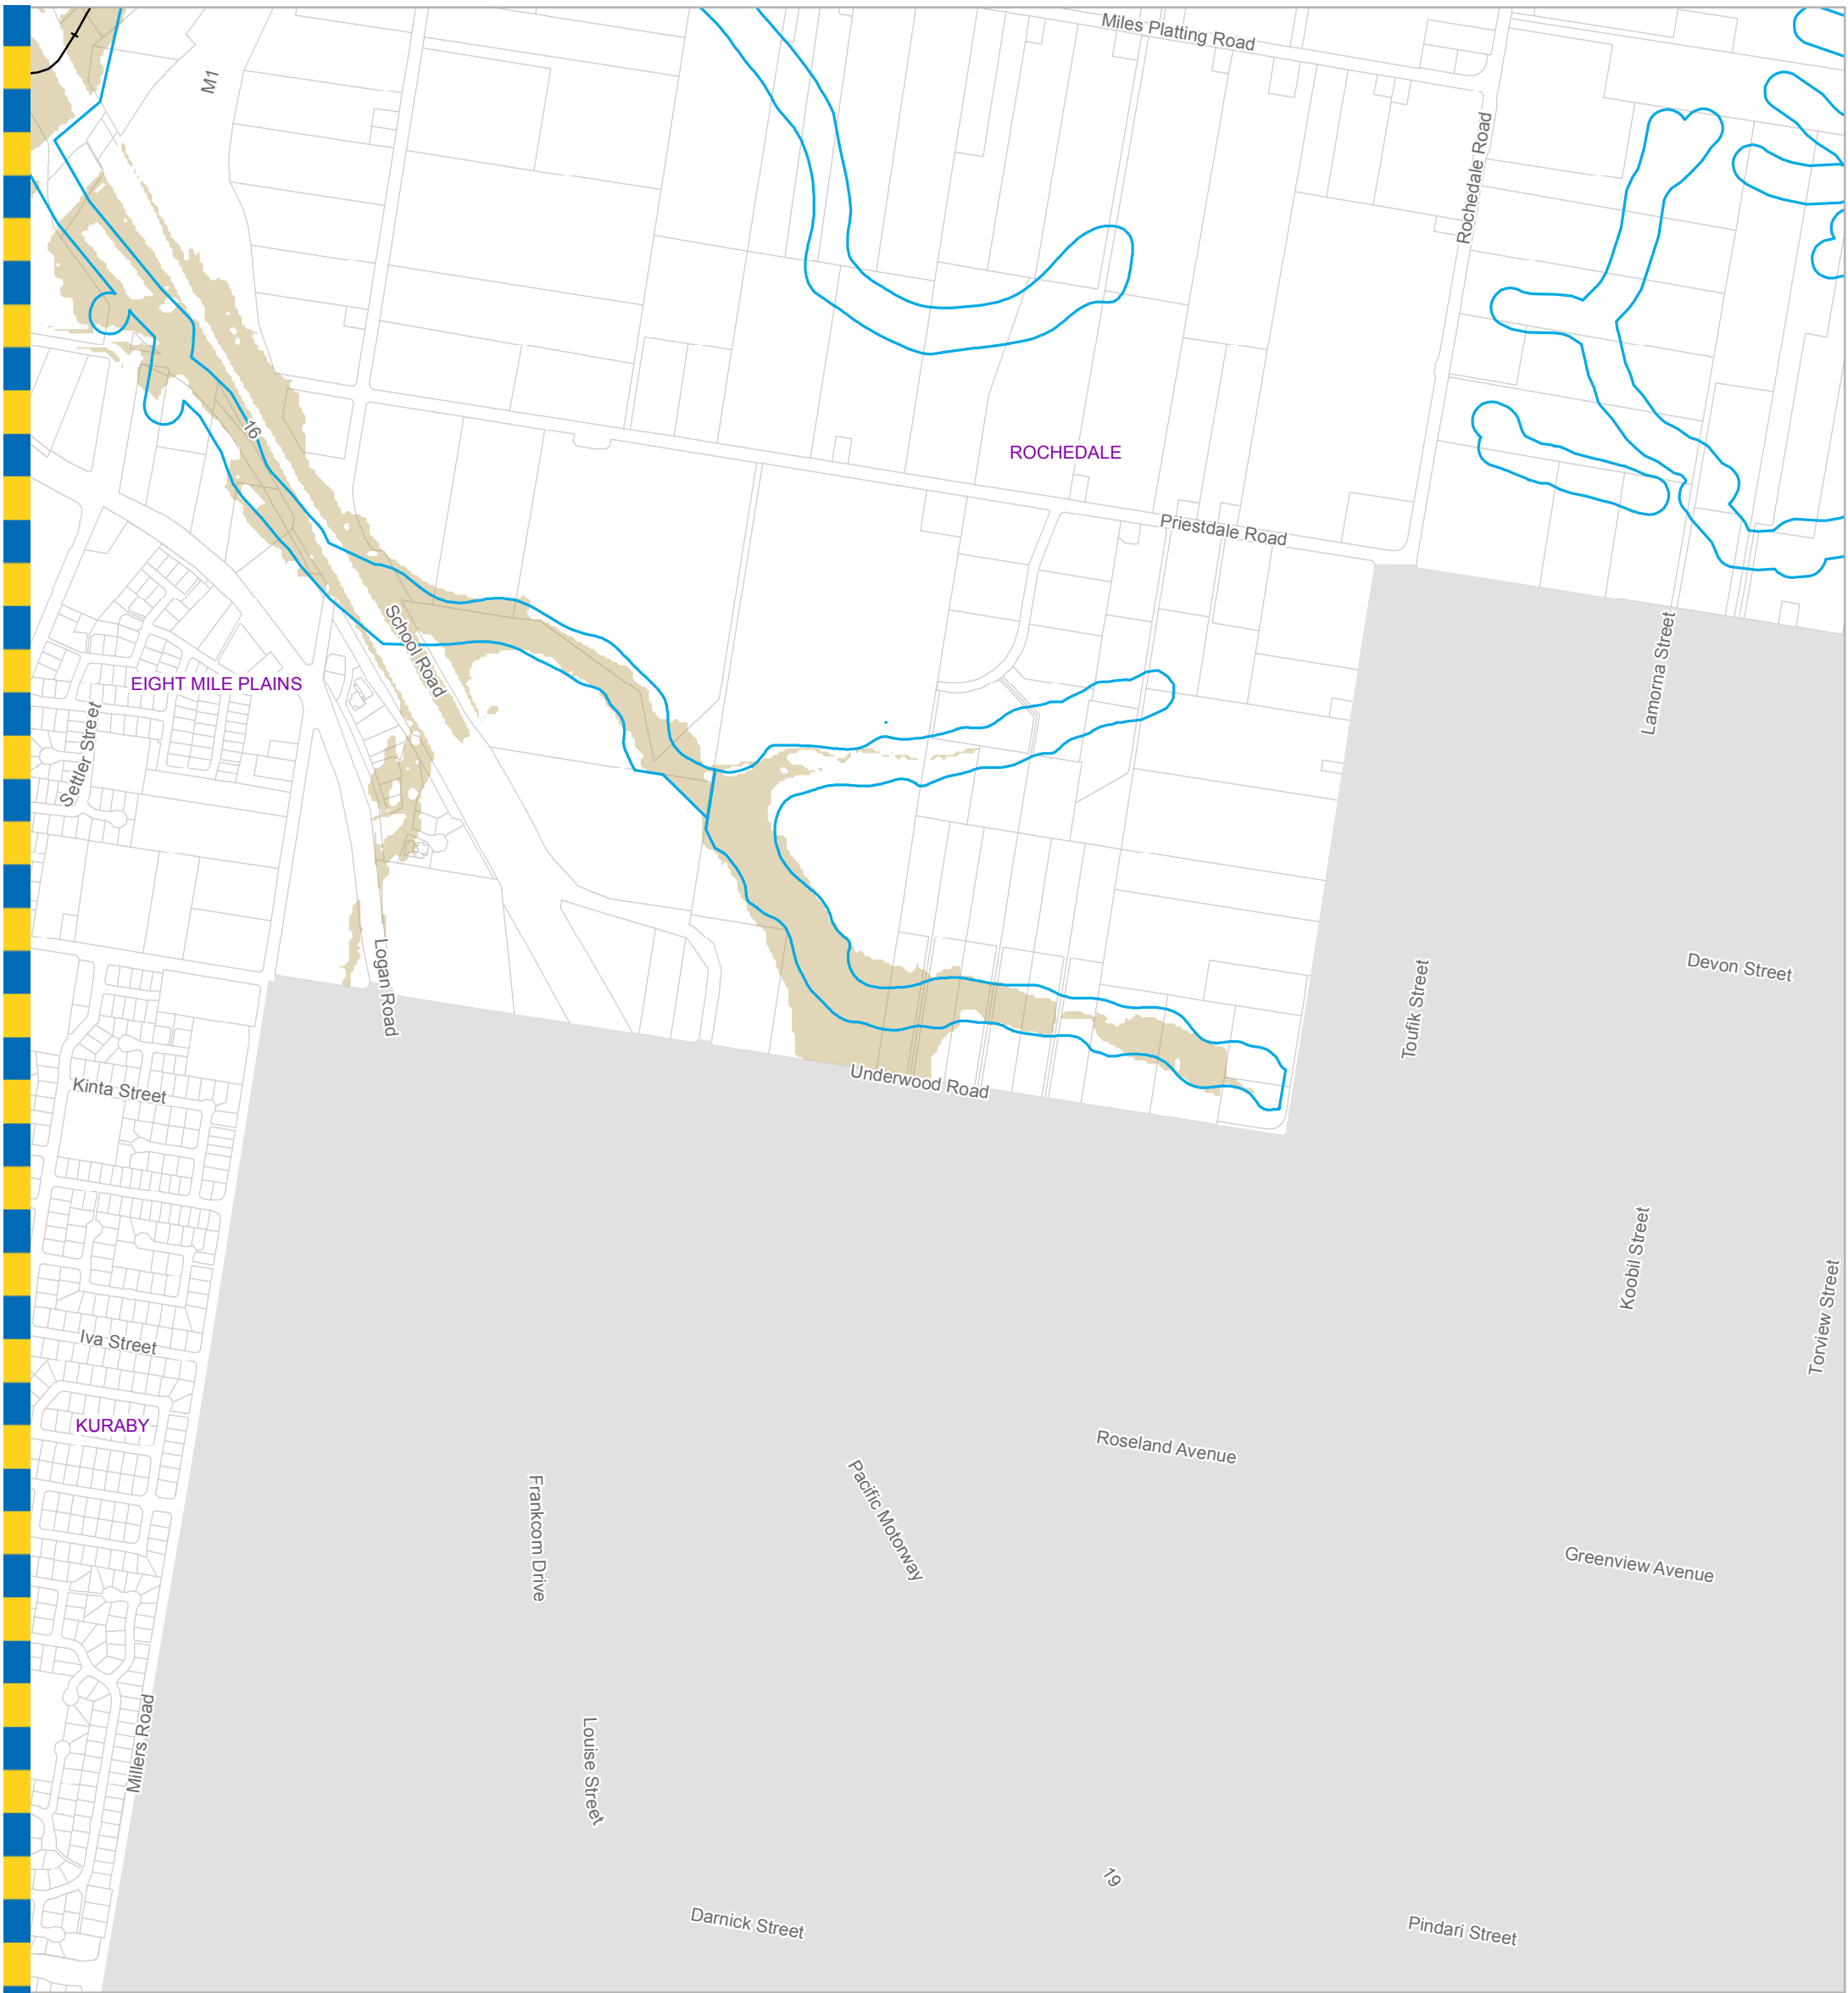 Miles Platting Road
M1
Rochedale Road
16
ROCHEDALE
Priestdale Road
School Road
Lamorna Street
EIGHT MILE PLAINS
Settler Street
Logan Road
Toufik Street
Devon Street
Underwood Road
Kinta Street
Koobil Street
Torview Street
Iva Street
KURABY
Roseland Avenue
Pacific Motorway
Frankcom Drive
Greenview Avenue
Millers Road
Louise Street
19
Darnick Street
Pindari Street